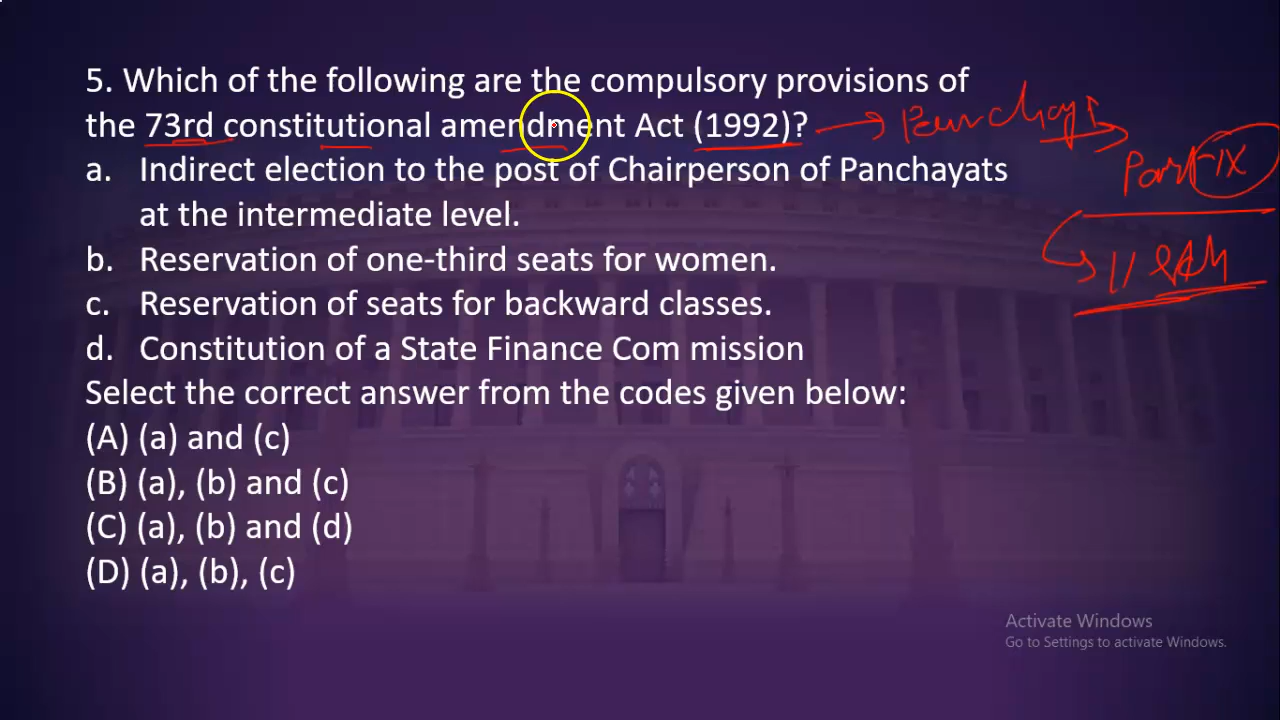 5. Which of the following are the compulsory provisions of
the 73rd constitutional amendment Act (1992)?
Part-IX
a. Indirect election to the post of Chairperson of Panchayats
at the intermediate level.
b. Reservation of one-third seats for women.
c. Reservation of seats for backward classes.
d. Constitution of a State Finance Com mission
Select the correct answer from the codes given below:
(A) (a) and (c)
(B) (a), (b) and (c)
(C) (a), (b) and (d)
(D) (a), (b), (c)
Activate Windows
Go to Settings to activate Windows.